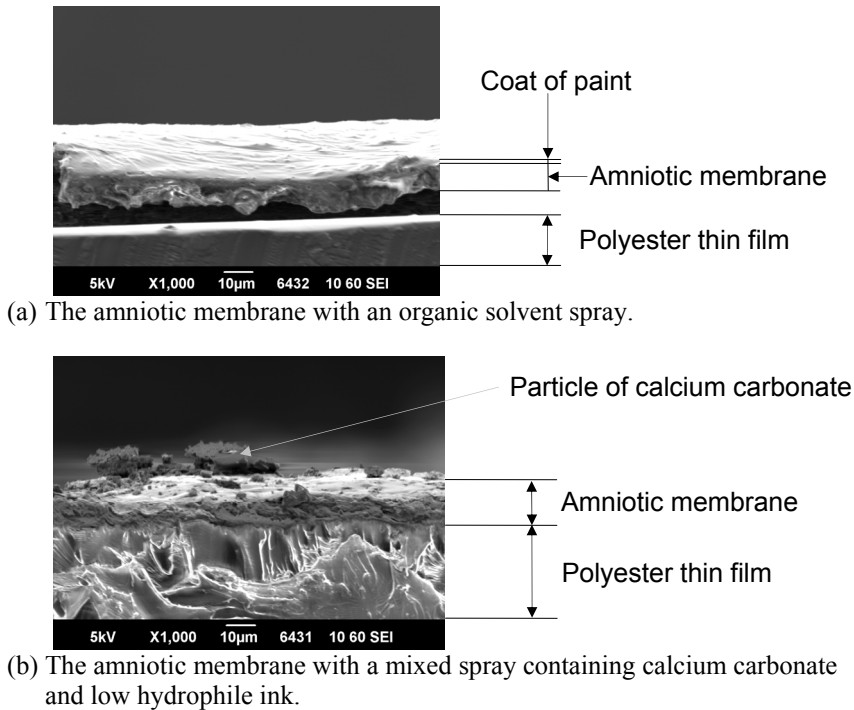 Coat of paint
Amniotic membrane
Polyester thin film
5kV X1,000 10µm 6432 10 60 SEI
(a) The amniotic membrane with an organic solvent spray.
Particle of calcium carbonate
Amniotic membrane
Polyester thin film
5kV X1,000 10µm 6431 10 60 SEI
(b) The amniotic membrane with a mixed spray containing calcium carbonate
and low hydrophile ink.